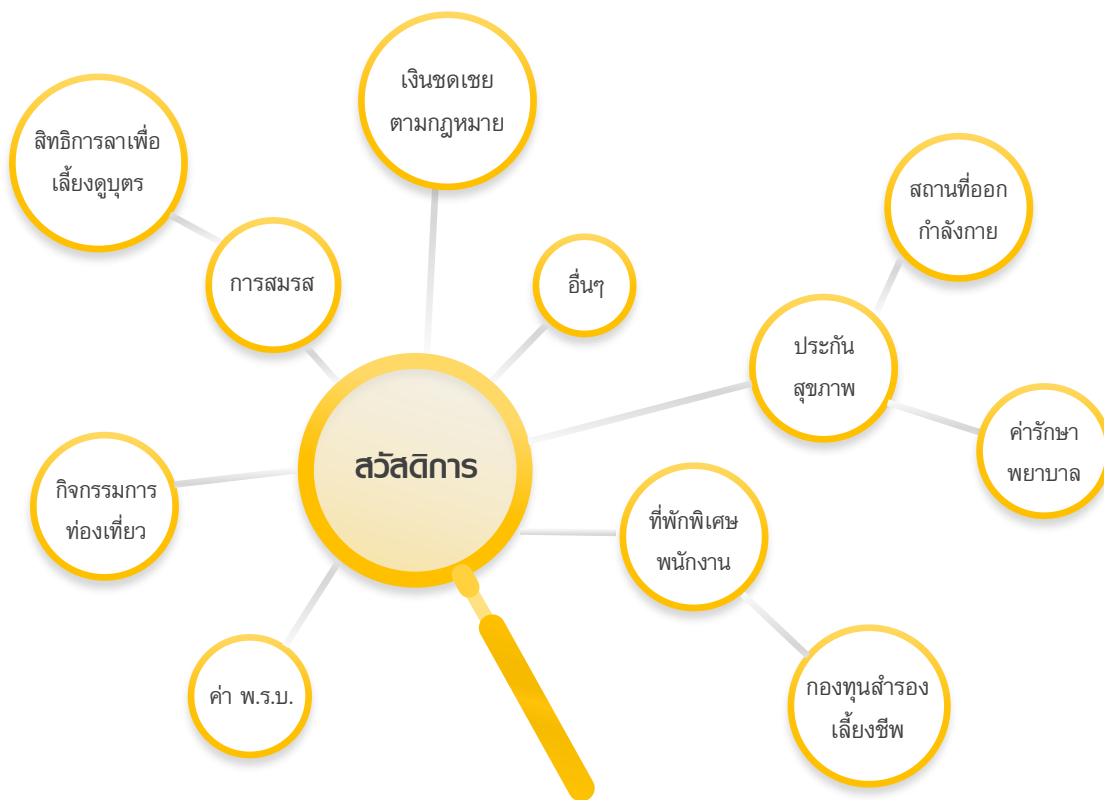 เงินชดเชย
ตามกฎหมาย
สิทธิการลาเพื่อ
เลี้ยงดูบุตร
สถานที่ออก
กำลังกาย
การสมรส
อื่นๆ
ประกัน
สุขภาพ
ค่ารักษา
พยาบาล
สวัสดิการ
กิจกรรมการ
ท่องเที่ยว
ที่พักพิเศษ
พนักงาน
ค่า พ.ร.บ.
กองทุนสำรอง
เลี้ยงชีพ